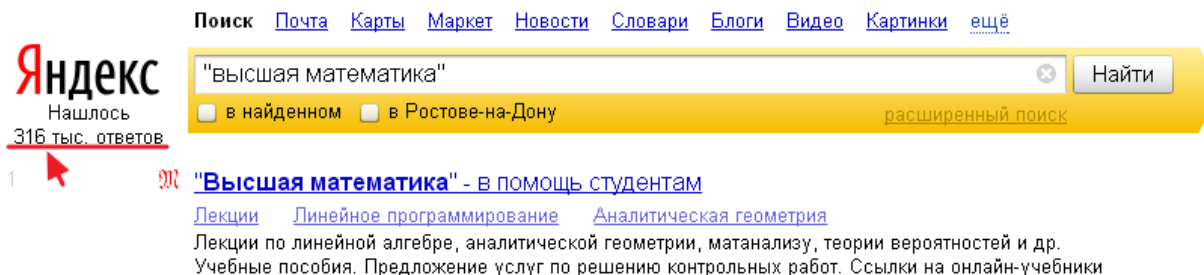 Поиск Почта Карты Маркет Новости Словари Блоги Видео Картинки ещё
Яндекс
"высшая математика"
Найти
Нашлось
316 тыс. ответов
в найденном в Ростове-на-Дону
расширенный поиск
1
"Высшая математика" - в помощь студентам
Лекции Линейное программирование Аналитическая геометрия
Лекции по линейной алгебре, аналитической геометрии, матанализу, теории вероятностей и др.
Учебные пособия. Предложение услуг по решению контрольных работ. Ссылки на онлайн-учебники